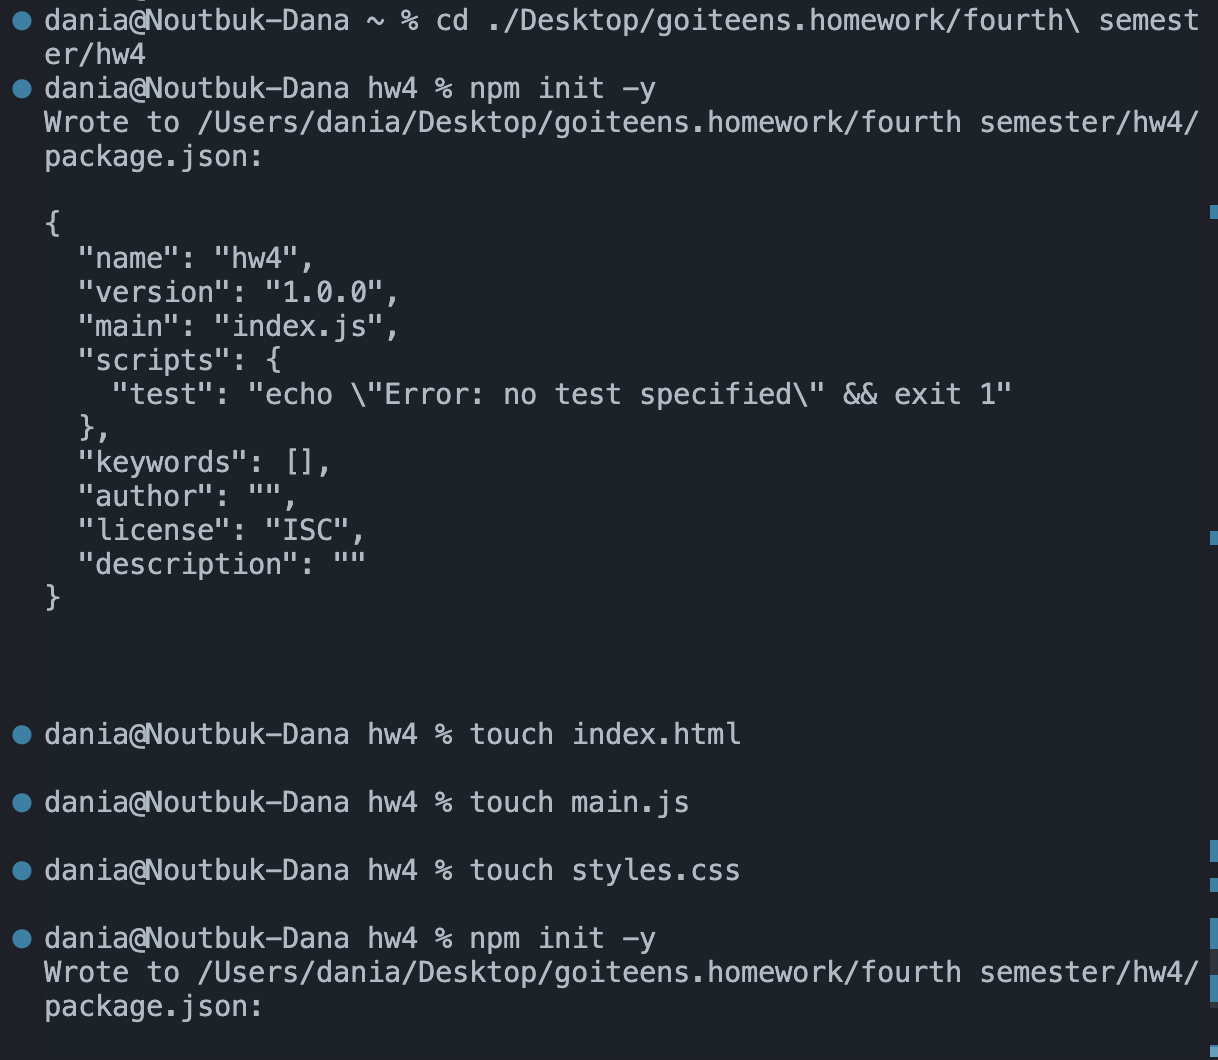 dania@Noutbuk-Dana ~ % cd ./Desktop/goiteens.homework/fourth\ semest
er/hw4
dania@Noutbuk-Dana hw4 % npm init -y
Wrote to /Users/dania/Desktop/goiteens.homework/fourth semester/hw4/
package.json:
{
  "name": "hw4",
  "version": "1.0.0",
  "main": "index.js",
  "scripts": {
    "test": "echo \"Error: no test specified\" && exit 1"
  },
  "keywords": [],
  "author": "",
  "license": "ISC",
  "description": ""
}
dania@Noutbuk-Dana hw4 % touch index.html
dania@Noutbuk-Dana hw4 % touch main.js
dania@Noutbuk-Dana hw4 % touch styles.css
dania@Noutbuk-Dana hw4 % npm init -y
Wrote to /Users/dania/Desktop/goiteens.homework/fourth semester/hw4/
package.json: